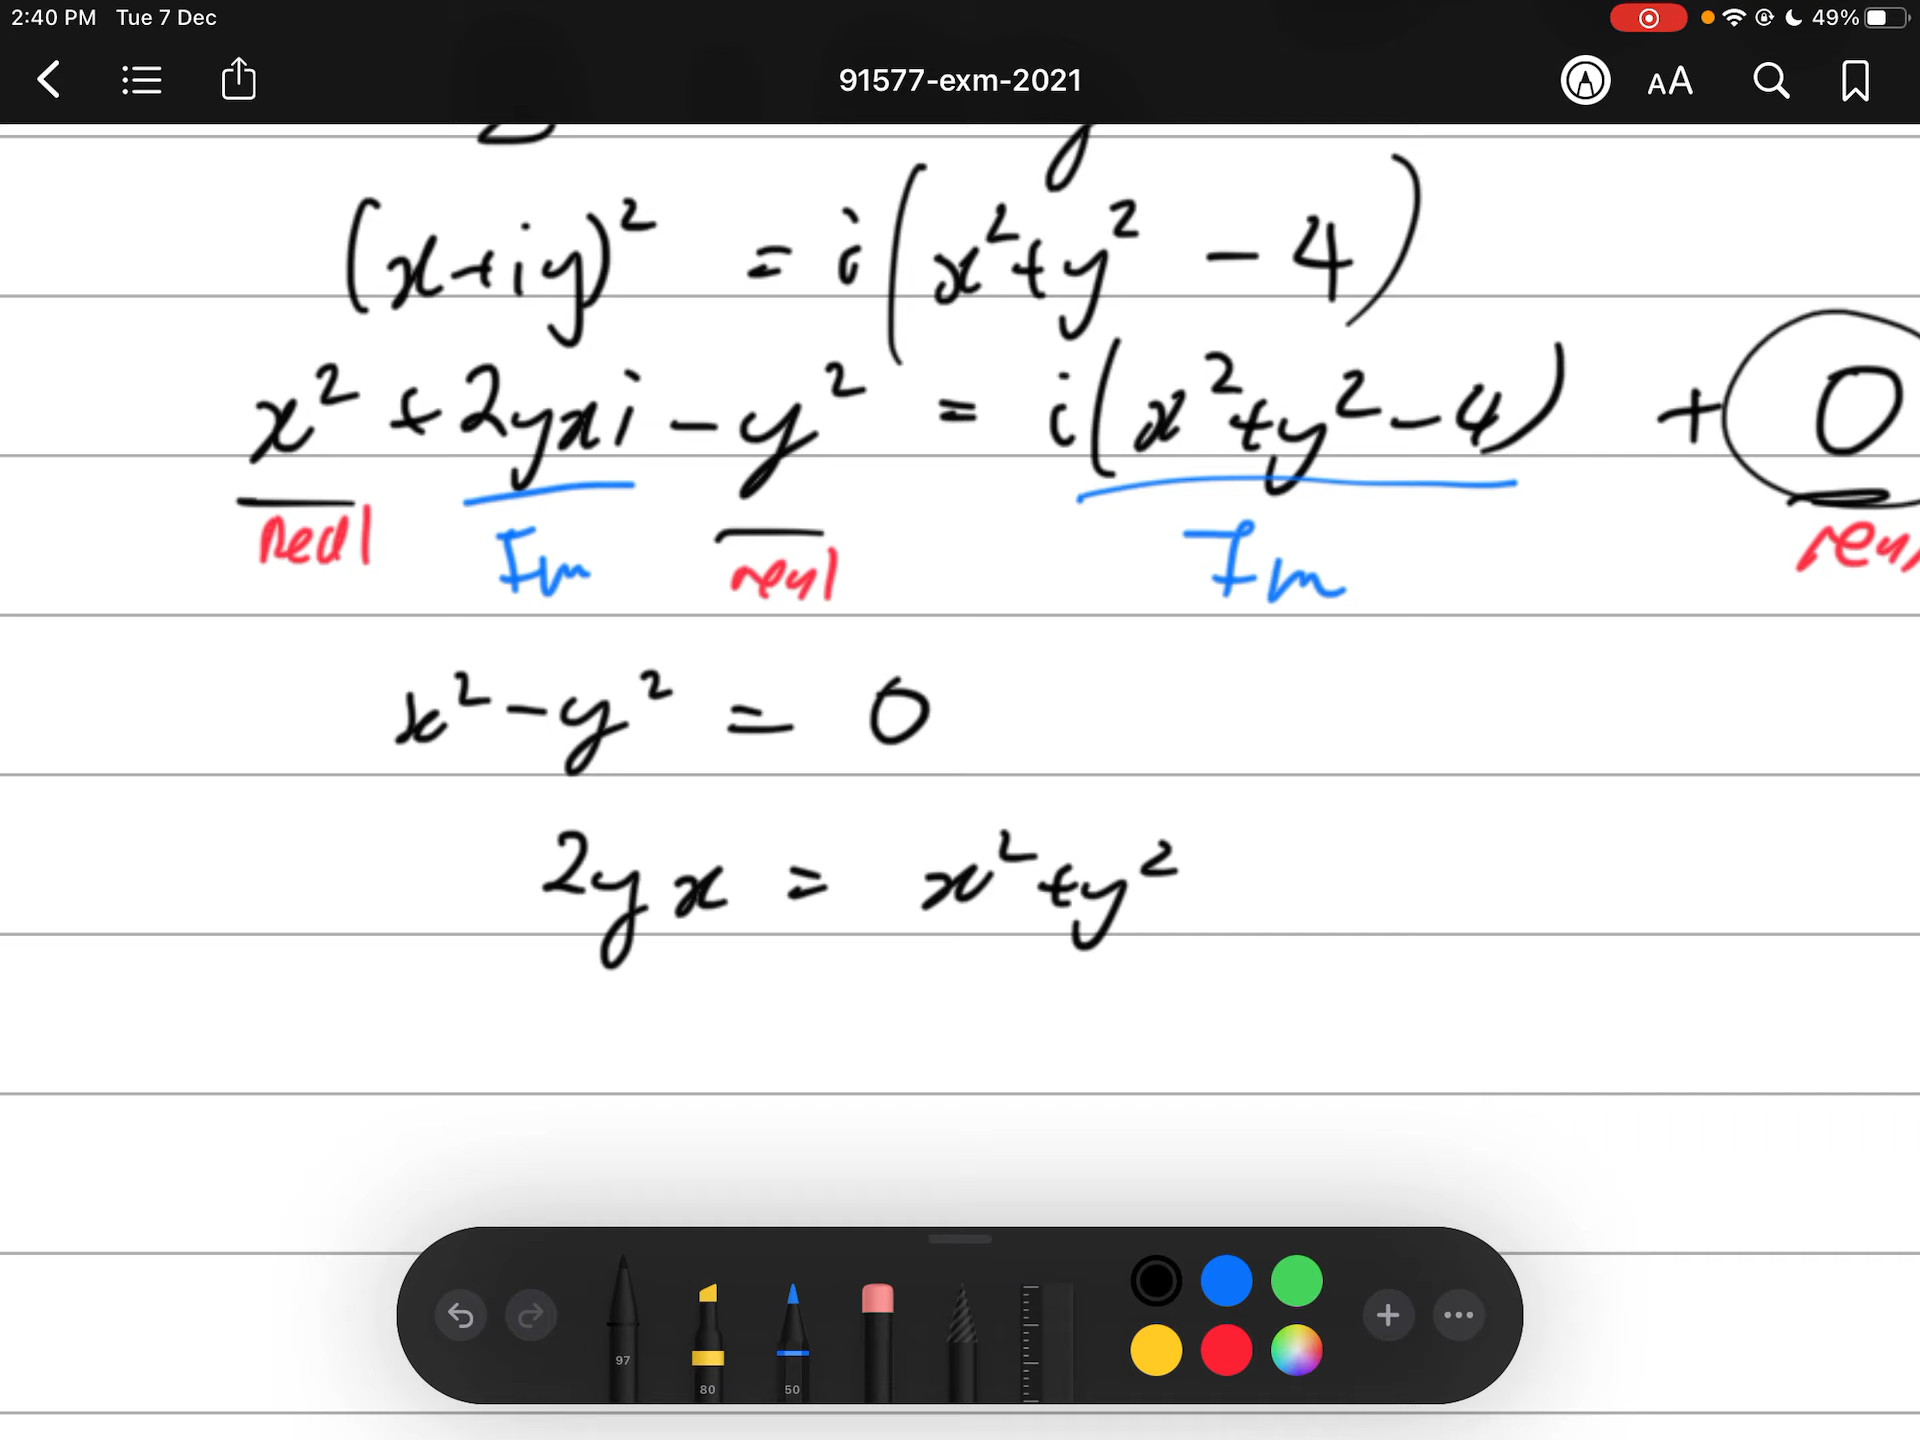 2:40 PM Tue 7 Dec 49%
91577-exm-2021 AA
(x+iy)² = i(x²+y² - 4)
x² + 2yxi - y² = i(x²+y²-4) + 0
real Im real Im
x² - y² = 0
2yx = x²+y²
97 80 50